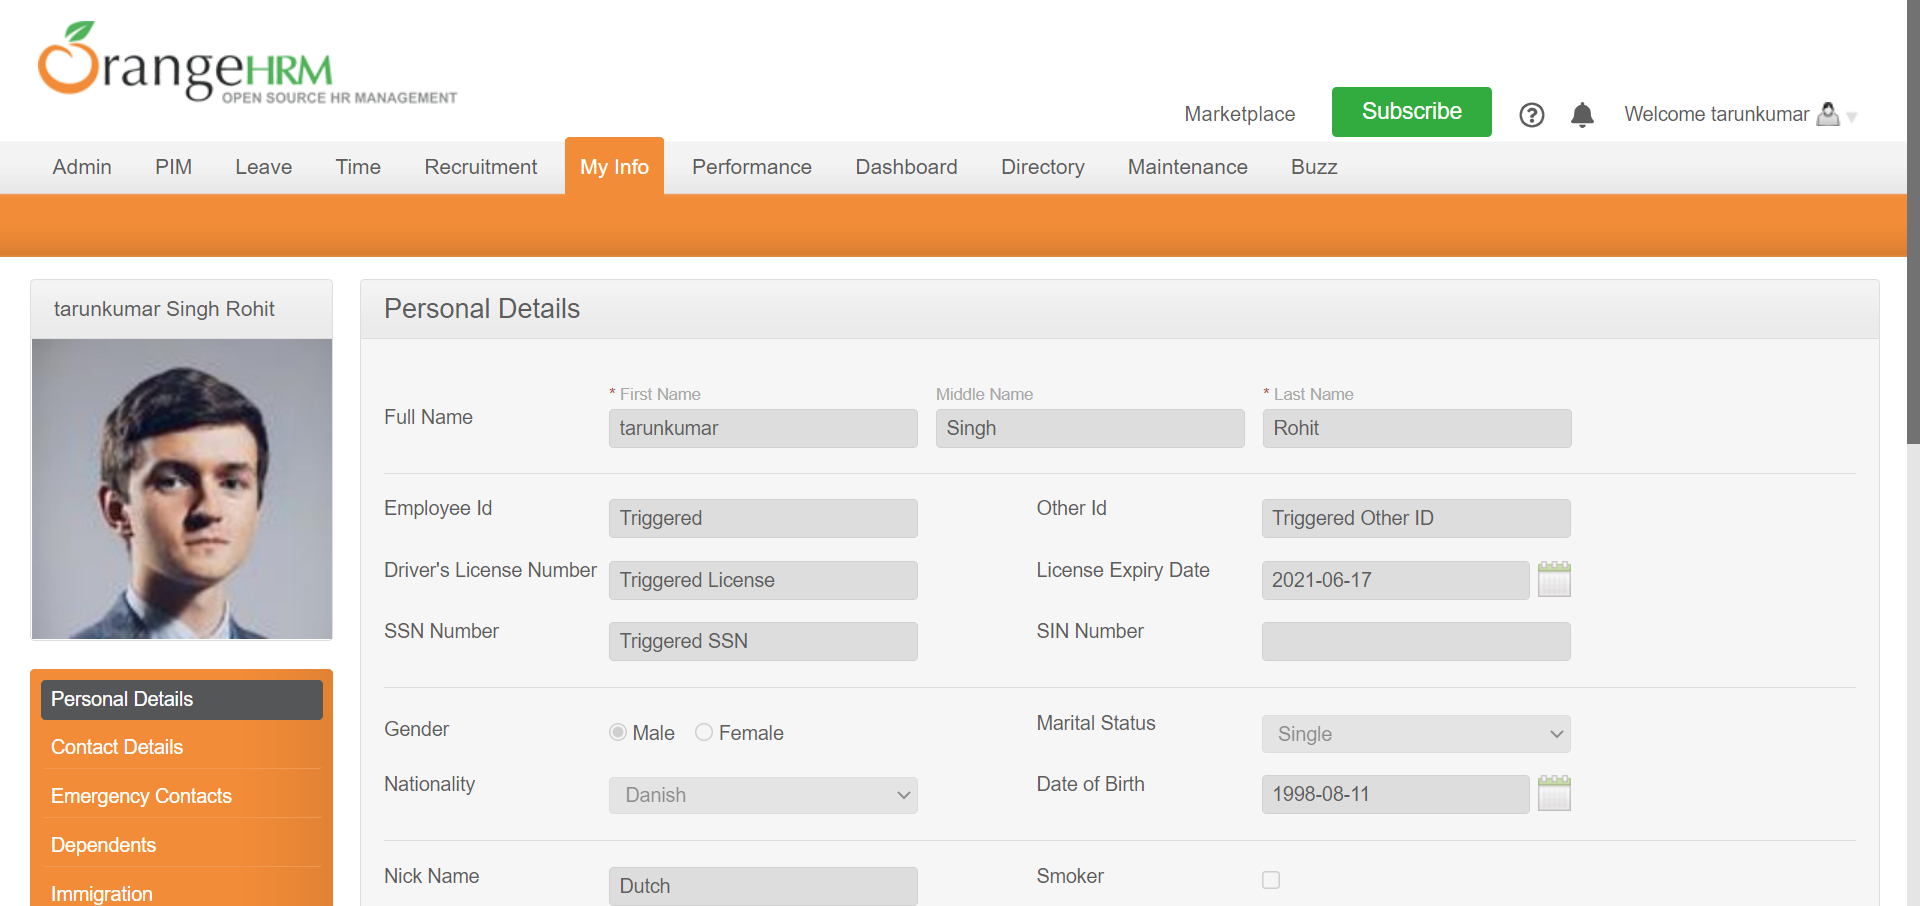 OrangeHRM
OPEN SOURCE HR MANAGEMENT
Marketplace
Subscribe
?
Welcome tarunkumar
Admin PIM Leave Time Recruitment My Info Performance Dashboard Directory Maintenance Buzz
tarunkumar Singh Rohit
Personal Details
Contact Details
Emergency Contacts
Dependents
Immigration
Personal Details
* First Name Middle Name * Last Name
Full Name tarunkumar Singh Rohit
Employee Id Triggered Other Id Triggered Other ID
Driver's License Number Triggered License License Expiry Date 2021-06-17
SSN Number Triggered SSN SIN Number
Gender Male Female Marital Status Single
Nationality Danish Date of Birth 1998-08-11
Nick Name Dutch Smoker